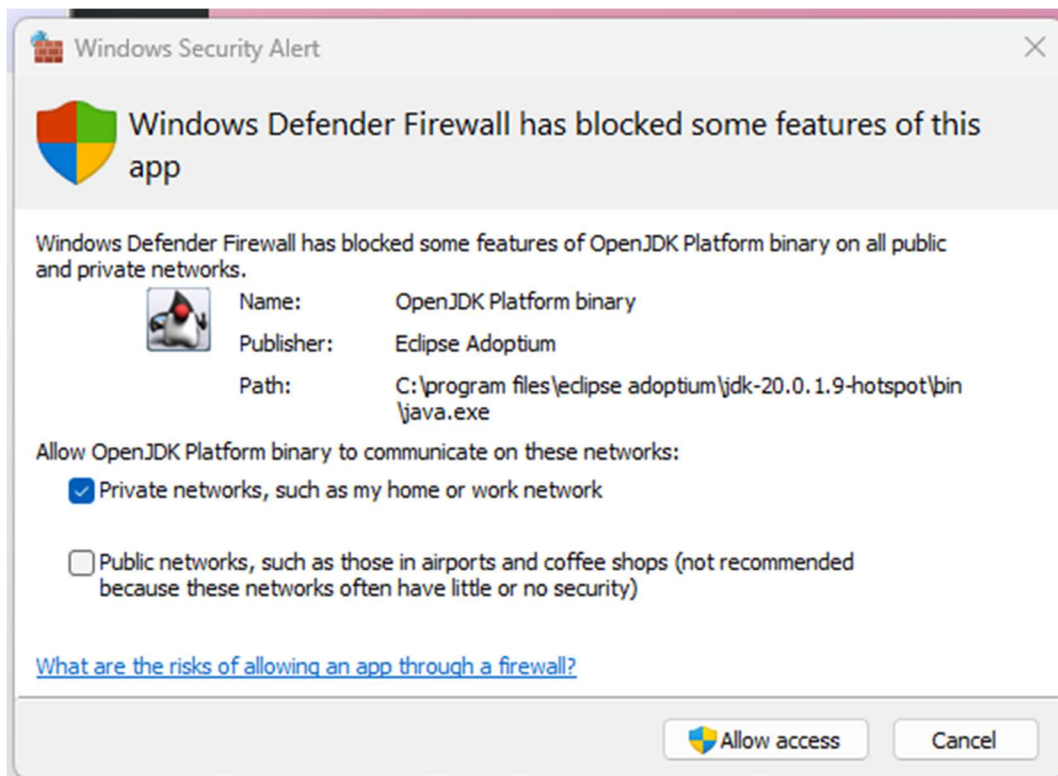 Windows Security Alert
Windows Defender Firewall has blocked some features of this
app
Windows Defender Firewall has blocked some features of OpenJDK Platform binary on all public
and private networks.
Name: OpenJDK Platform binary
Publisher: Eclipse Adoptium
Path: C:\program files\eclipse adoptium\jdk-20.0.1.9-hotspot\bin
\java.exe
Allow OpenJDK Platform binary to communicate on these networks:
Private networks, such as my home or work network
Public networks, such as those in airports and coffee shops (not recommended
because these networks often have little or no security)
What are the risks of allowing an app through a firewall?
Allow access Cancel